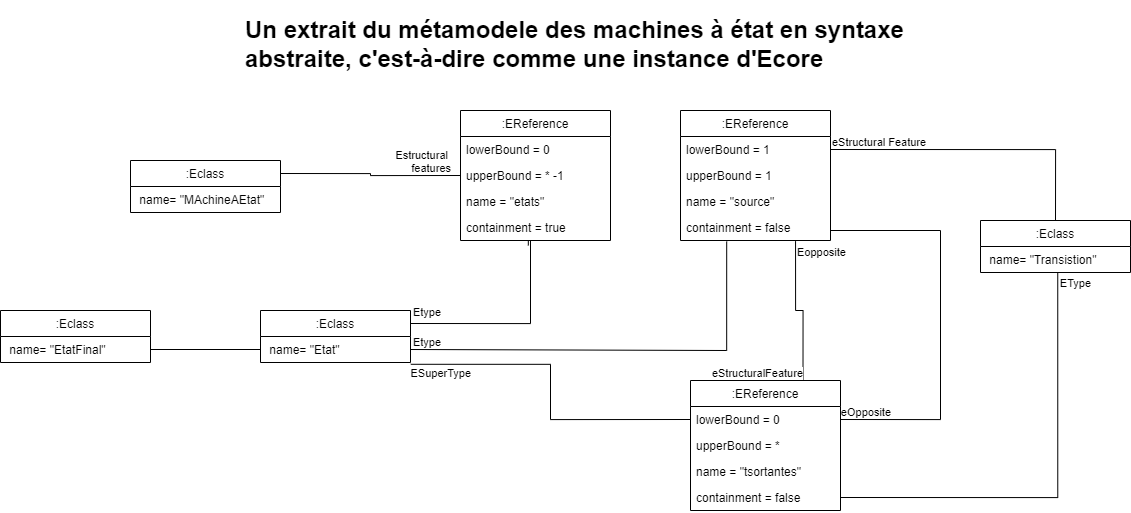 Un extrait du métamodele des machines à état en syntaxe
abstraite, c'est-à-dire comme une instance d'Ecore
:EReference
lowerBound = 0
upperBound = * -1
name = "etats"
containment = true
:EReference
lowerBound = 1
upperBound = 1
name = "source"
containment = false
eStructural Feature
Estructural
features
:Eclass
name= "MAchineAEtat"
:Eclass
name= "Transistion"
Eopposite
EType
:Eclass
name= "EtatFinal"
:Eclass
name= "Etat"
Etype
Etype
ESuperType
eStructuralFeature
:EReference
lowerBound = 0
upperBound = *
name = "tsortantes"
containment = false
eOpposite